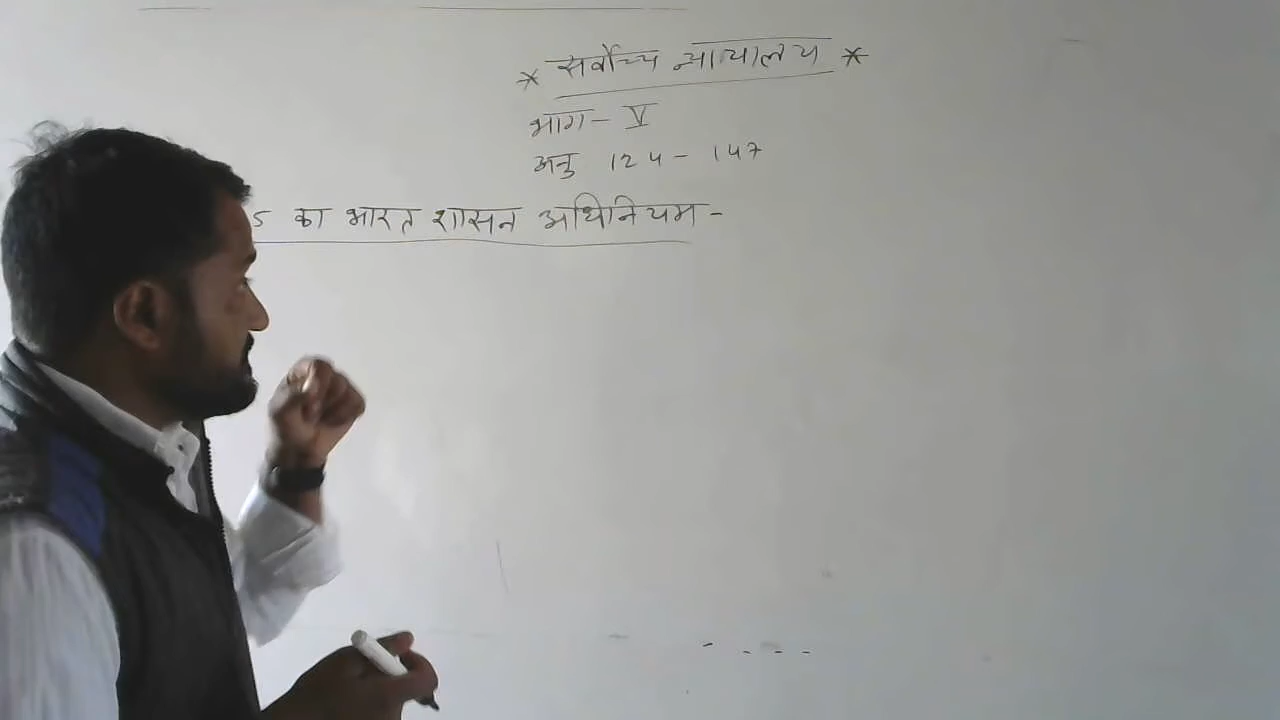 * सर्वोच्च न्यायालय *
भाग - V
अनु 124 - 147
5 का भारत शासन अधिनियम -